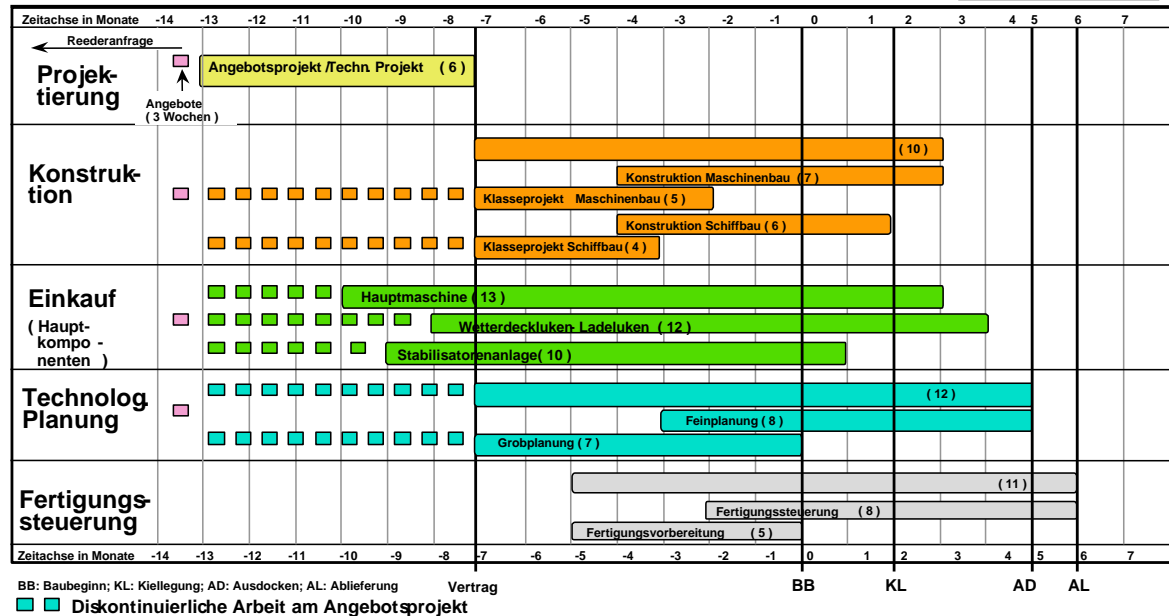 Zeitachse in Monate -14 -13 -12 -11 -10 -9 -8 -7 -6 -5 -4 -3 -2 -1 0 1 2 3 4 5 6 7
Reederanfrage
Projek-
tierung
Angebotsprojekt /Techn. Projekt ( 6 )
Angebote
( 3 Wochen )
Konstruk-
tion
( 10 )
Konstruktion Maschinenbau ( 7 )
Klasseprojekt Maschinenbau ( 5 )
Konstruktion Schiffbau ( 6 )
Klasseprojekt Schiffbau ( 4 )
Einkauf
( Haupt-
kompo -
nenten )
Hauptmaschine ( 13 )
Wetterdeckluken- Ladeluken ( 12 )
Stabilisatorenanlage( 10 )
Technolog.
Planung
( 12 )
Feinplanung ( 8 )
Grobplanung ( 7 )
Fertigungs-
steuerung
( 11 )
Fertigungssteuerung ( 8 )
Fertigungsvorbereitung ( 5 )
Zeitachse in Monate -14 -13 -12 -11 -10 -9 -8 -7 -6 -5 -4 -3 -2 -1 0 1 2 3 4 5 6 7
BB: Baubeginn; KL: Kiellegung; AD: Ausdocken; AL: Ablieferung
Vertrag BB KL AD AL
Diskontinuierliche Arbeit am Angebotsprojekt